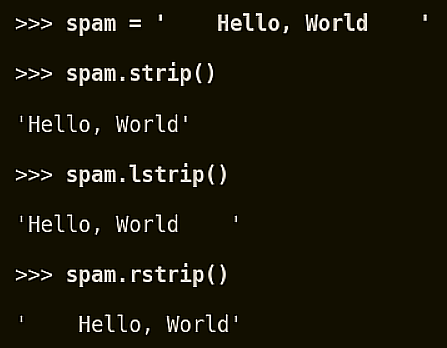 >>> spam = '    Hello, World    '
>>> spam.strip()
'Hello, World'
>>> spam.lstrip()
'Hello, World    '
>>> spam.rstrip()
'    Hello, World'